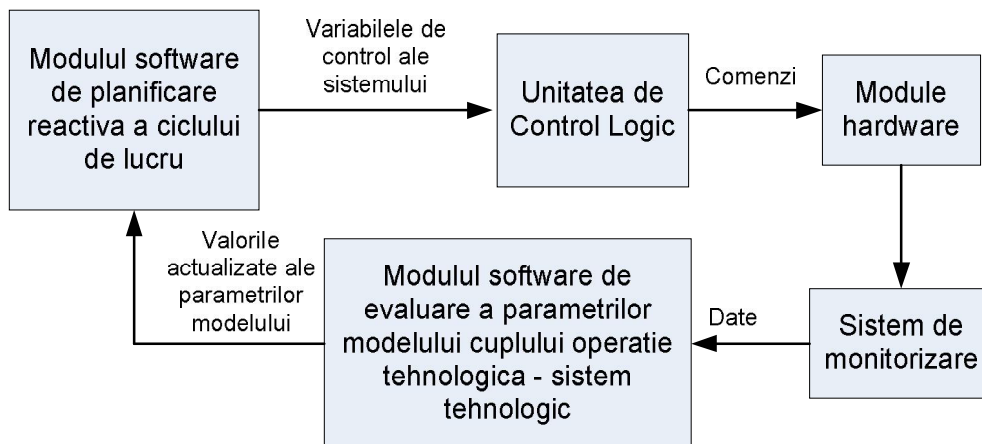 Modulul software
de planificare
reactiva a ciclului
de lucru
Variabilele de
control ale
sistemului
Unitatea de
Control Logic
Comenzi
Module
hardware
Valorile
actualizate ale
parametrilor
modelului
Modulul software de
evaluare a parametrilor
modelului cuplului operatie
tehnologica - sistem
tehnologic
Date
Sistem de
monitorizare